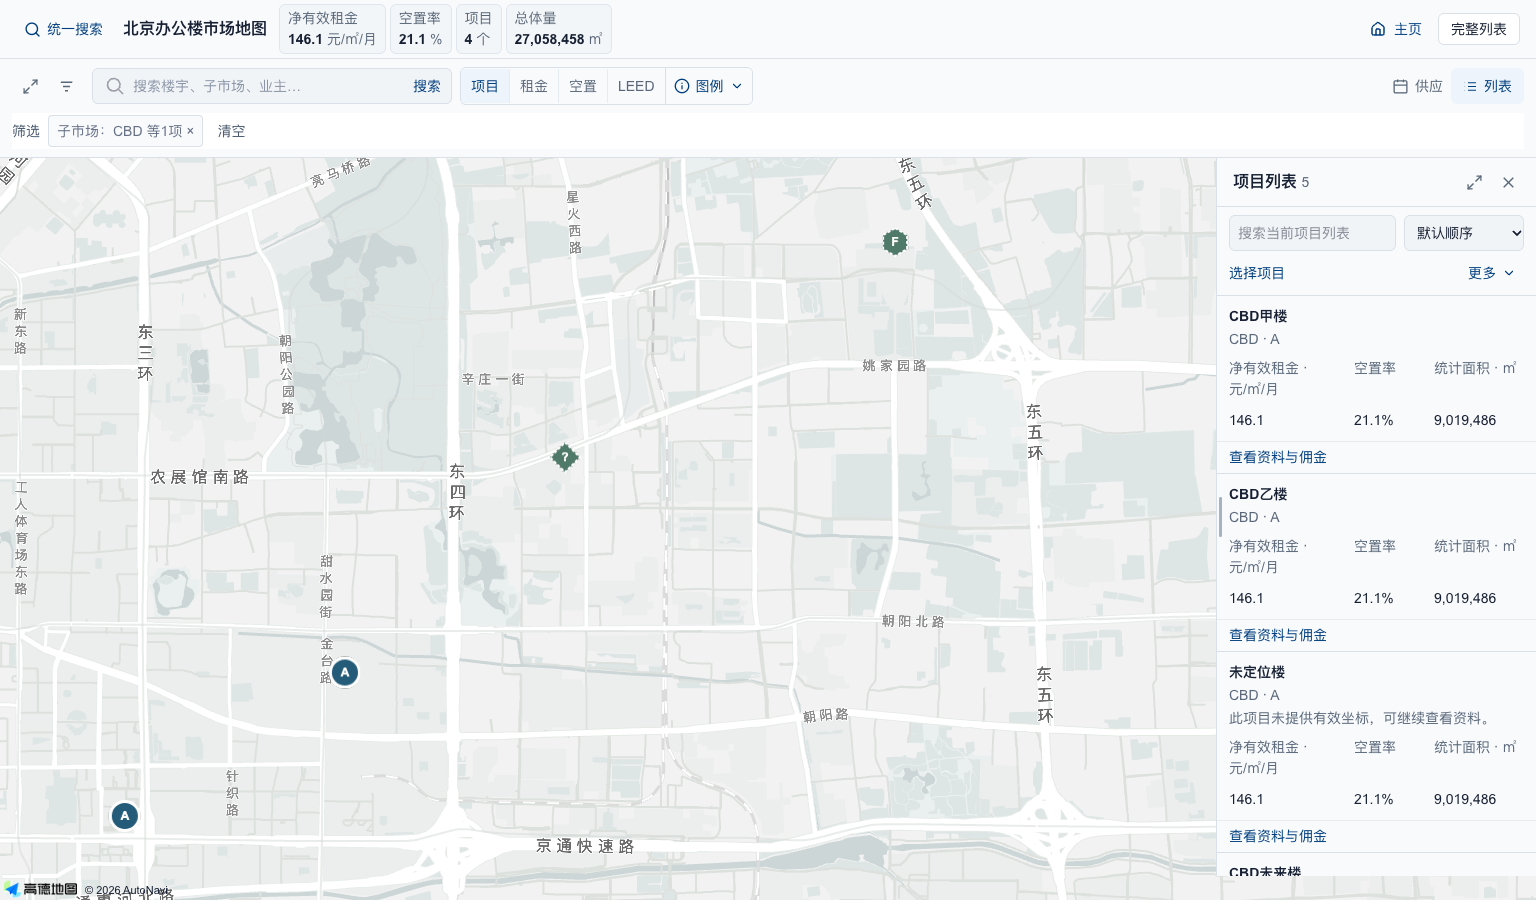 统一搜索
北京办公楼市场地图
净有效租金
146.1 元/㎡/月
空置率
21.1 %
项目
4 个
总体量
27,058,458 ㎡
主页
完整列表
搜索楼宇、子市场、业主...
搜索
项目
租金
空置
LEED
图例
供应
列表
筛选
子市场：CBD 等1项 ×
清空
亮马桥路
星火西路
东五环
F
新东路
东三环
朝阳公园路
辛庄一街
姚家园路
东五环
?
农展馆南路
东四环
工人体育场东路
甜水园街
朝阳北路
金台路
A
东五环
朝阳路
针织路
A
京通快速路
高德地图
© 2026 AutoNavi
项目列表 5
搜索当前项目列表
默认顺序
选择项目
更多
CBD甲楼
CBD · A
净有效租金 ·
元/㎡/月
空置率
统计面积 · ㎡
146.1
21.1%
9,019,486
查看资料与佣金
CBD乙楼
CBD · A
净有效租金 ·
元/㎡/月
空置率
统计面积 · ㎡
146.1
21.1%
9,019,486
查看资料与佣金
未定位楼
CBD · A
此项目未提供有效坐标，可继续查看资料。
净有效租金 ·
元/㎡/月
空置率
统计面积 · ㎡
146.1
21.1%
9,019,486
查看资料与佣金
CBD未来楼